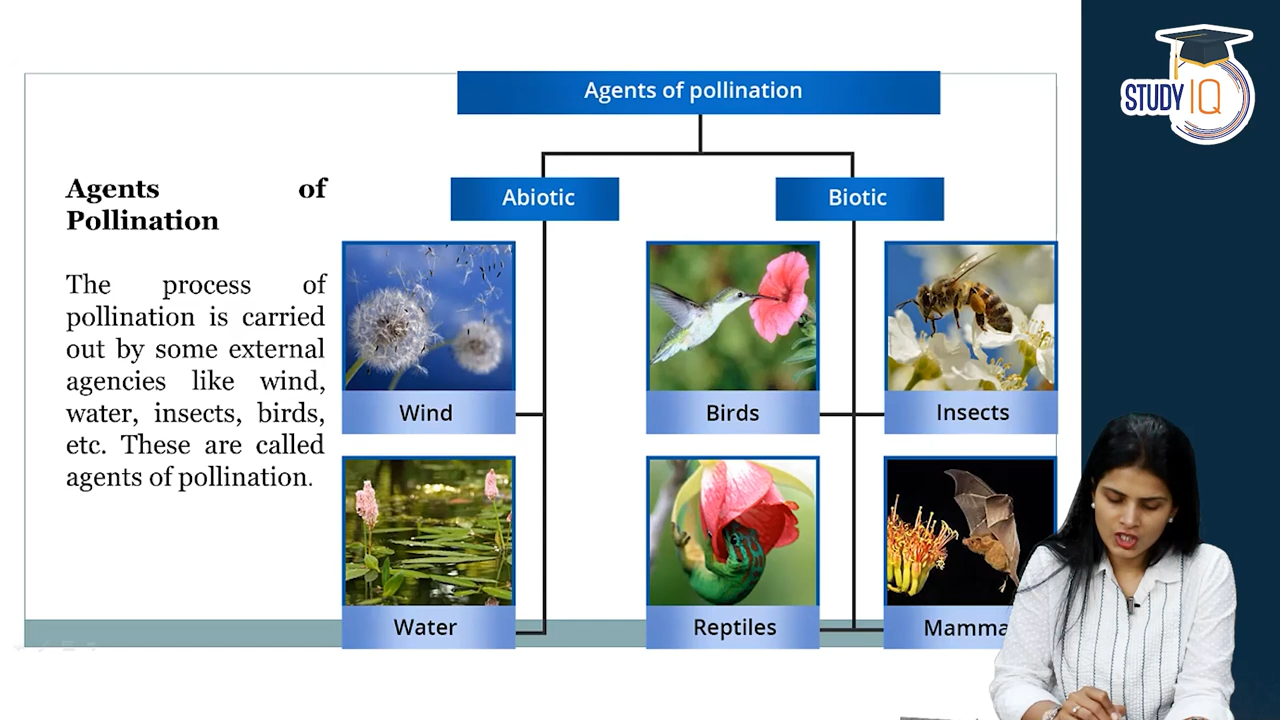 STUDY IQ
Agents of pollination
Agents of
Pollination
Abiotic
Biotic
The process of
pollination is carried
out by some external
agencies like wind,
water, insects, birds,
etc. These are called
agents of pollination.
Wind
Birds
Insects
Water
Reptiles
Mamma